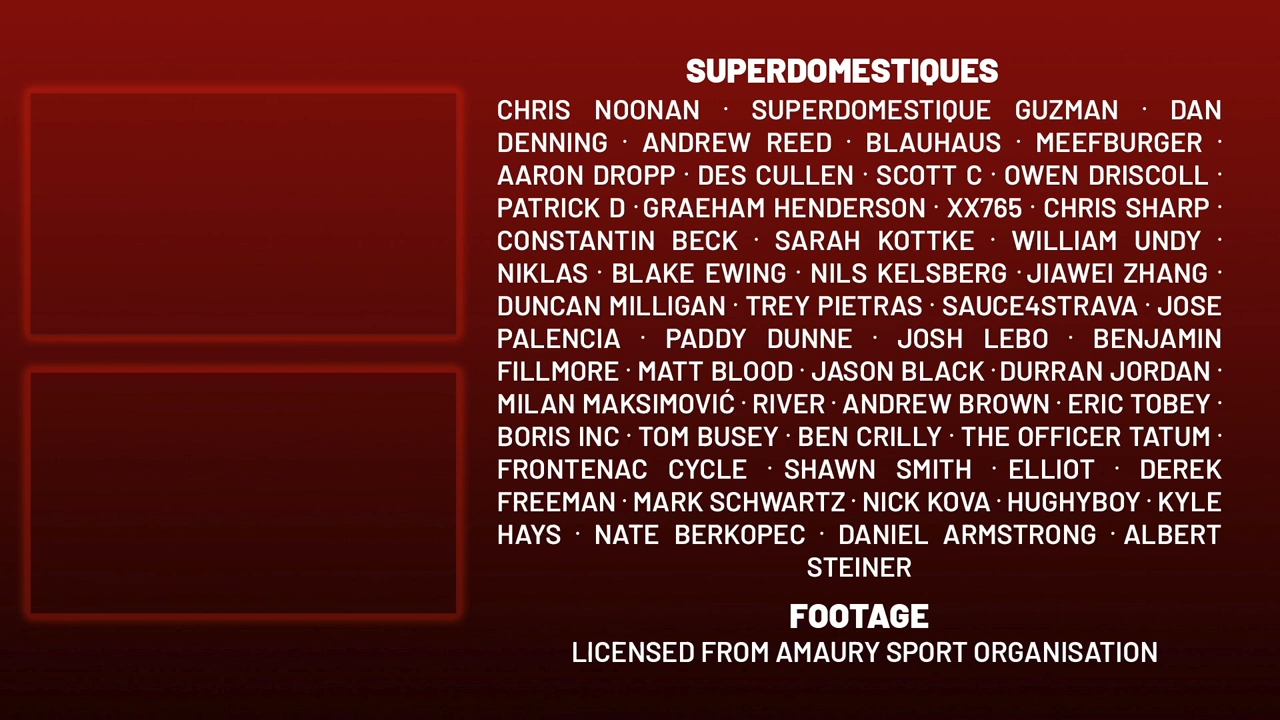 SUPERDOMESTIQUES
CHRIS NOONAN · SUPERDOMESTIQUE GUZMAN · DAN
DENNING · ANDREW REED · BLAUHAUS · MEEFBURGER ·
AARON DROPP · DES CULLEN · SCOTT C · OWEN DRISCOLL ·
PATRICK D · GRAEHAM HENDERSON · XX765 · CHRIS SHARP ·
CONSTANTIN BECK · SARAH KOTTKE · WILLIAM UNDY ·
NIKLAS · BLAKE EWING · NILS KELSBERG · JIAWEI ZHANG ·
DUNCAN MILLIGAN · TREY PIETRAS · SAUCE4STRAVA · JOSE
PALENCIA · PADDY DUNNE · JOSH LEBO · BENJAMIN
FILLMORE · MATT BLOOD · JASON BLACK · DURRAN JORDAN ·
MILAN MAKSIMOVIĆ · RIVER · ANDREW BROWN · ERIC TOBEY ·
BORIS INC · TOM BUSEY · BEN CRILLY · THE OFFICER TATUM ·
FRONTENAC CYCLE · SHAWN SMITH · ELLIOT · DEREK
FREEMAN · MARK SCHWARTZ · NICK KOVA · HUGHYBOY · KYLE
HAYS · NATE BERKOPEC · DANIEL ARMSTRONG · ALBERT
STEINER
FOOTAGE
LICENSED FROM AMAURY SPORT ORGANISATION